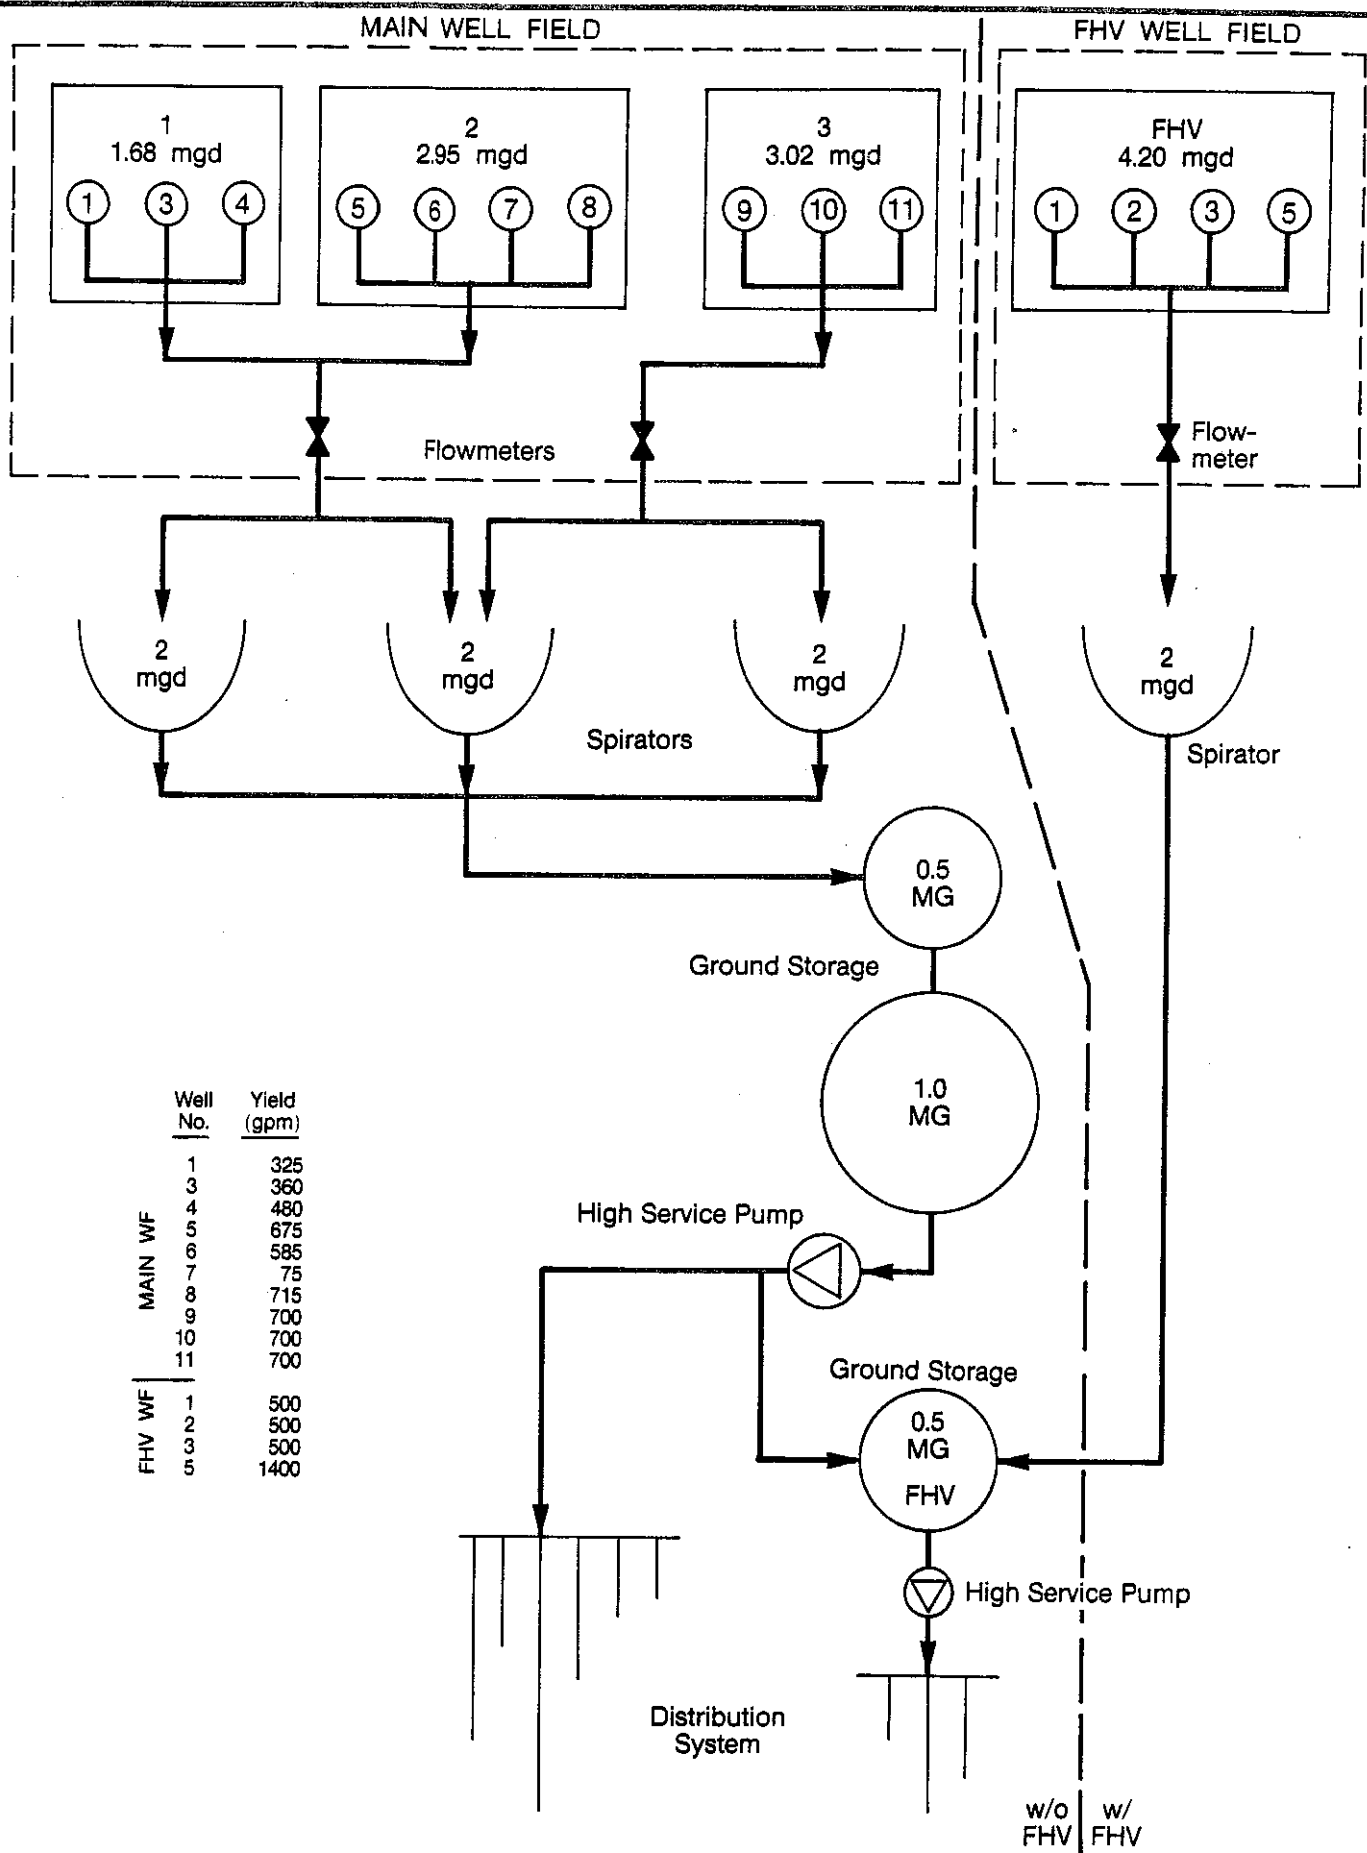 MAIN WELL FIELD
FHV WELL FIELD
1
1.68 mgd
1 3 4
2
2.95 mgd
5 6 7 8
3
3.02 mgd
9 10 11
FHV
4.20 mgd
1 2 3 5
Flowmeters
Flow-
meter
2
mgd
2
mgd
2
mgd
2
mgd
Spirators
Spirator
0.5
MG
Ground Storage
1.0
MG
Well Yield
No. (gpm)
MAIN WF
1 325
3 360
4 480
5 675
6 585
7 75
8 715
9 700
10 700
11 700
FHV WF
1 500
2 500
3 500
5 1400
High Service Pump
Ground Storage
0.5
MG
FHV
High Service Pump
Distribution
System
w/o w/
FHV FHV